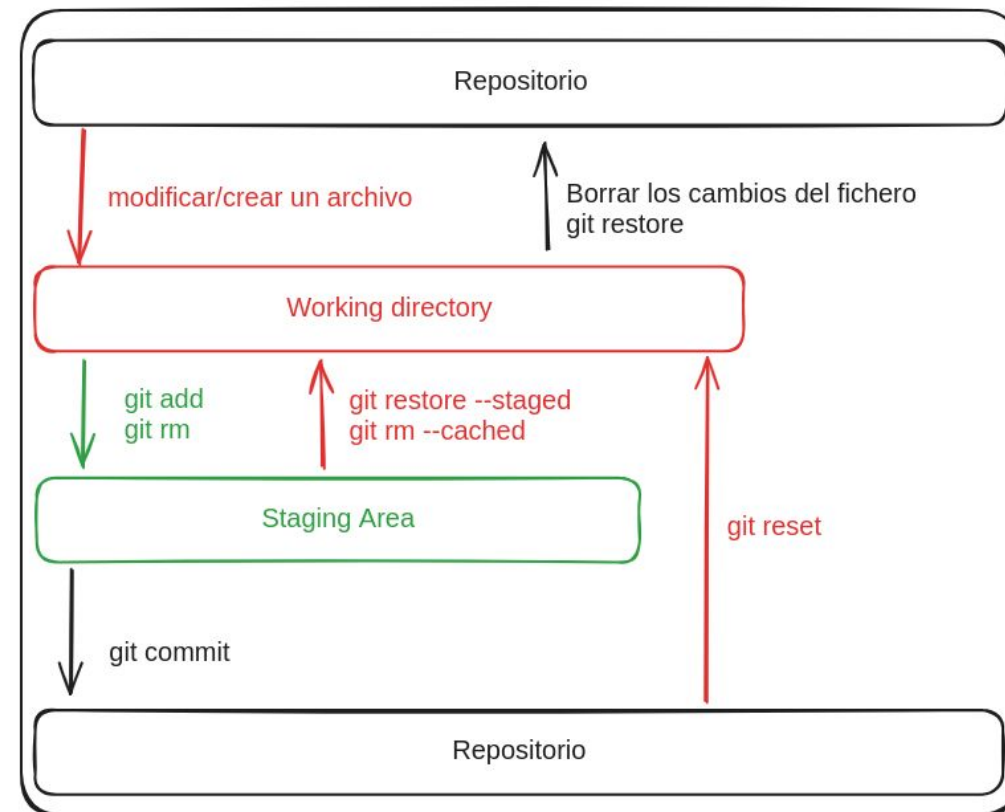 Repositorio
modificar/crear un archivo
Borrar los cambios del fichero
git restore
Working directory
git add
git rm
git restore --staged
git rm --cached
Staging Area
git reset
git commit
Repositorio